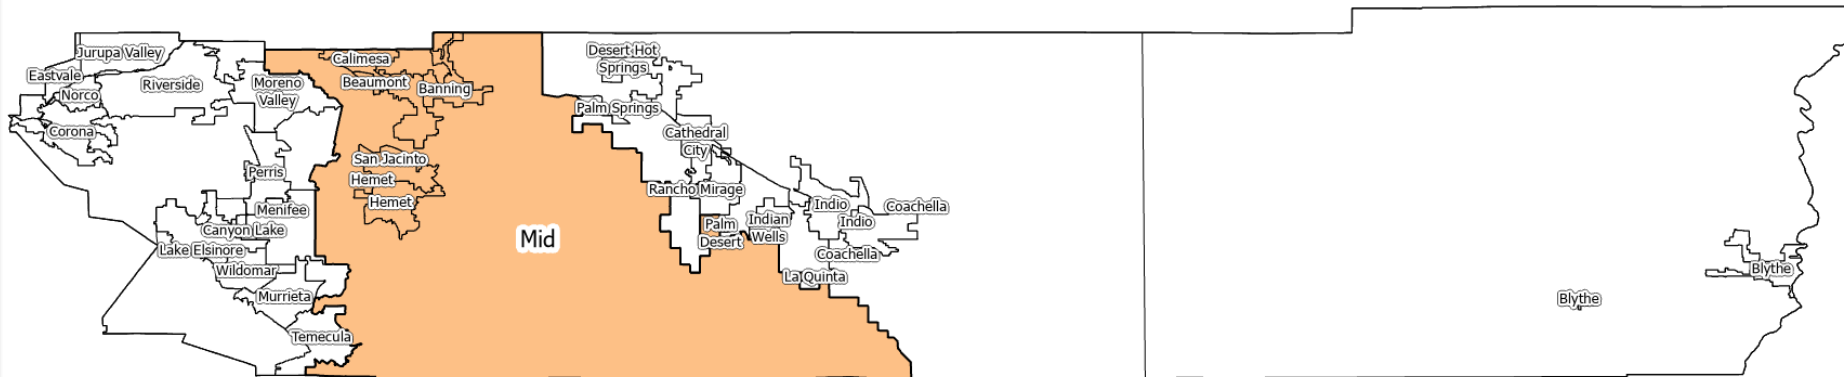 Jurupa Valley
Eastvale
Norco
Riverside
Moreno
Valley
Corona
Perris
Menifee
Canyon Lake
Lake Elsinore
Wildomar
Murrieta
Temecula
Calimesa
Beaumont
Banning
San Jacinto
Hemet
Hemet
Mid
Desert Hot
Springs
Palm Springs
Cathedral
City
Rancho Mirage
Palm
Desert
Indian
Wells
Indio
Indio
Coachella
Coachella
La Quinta
Blythe
Blythe